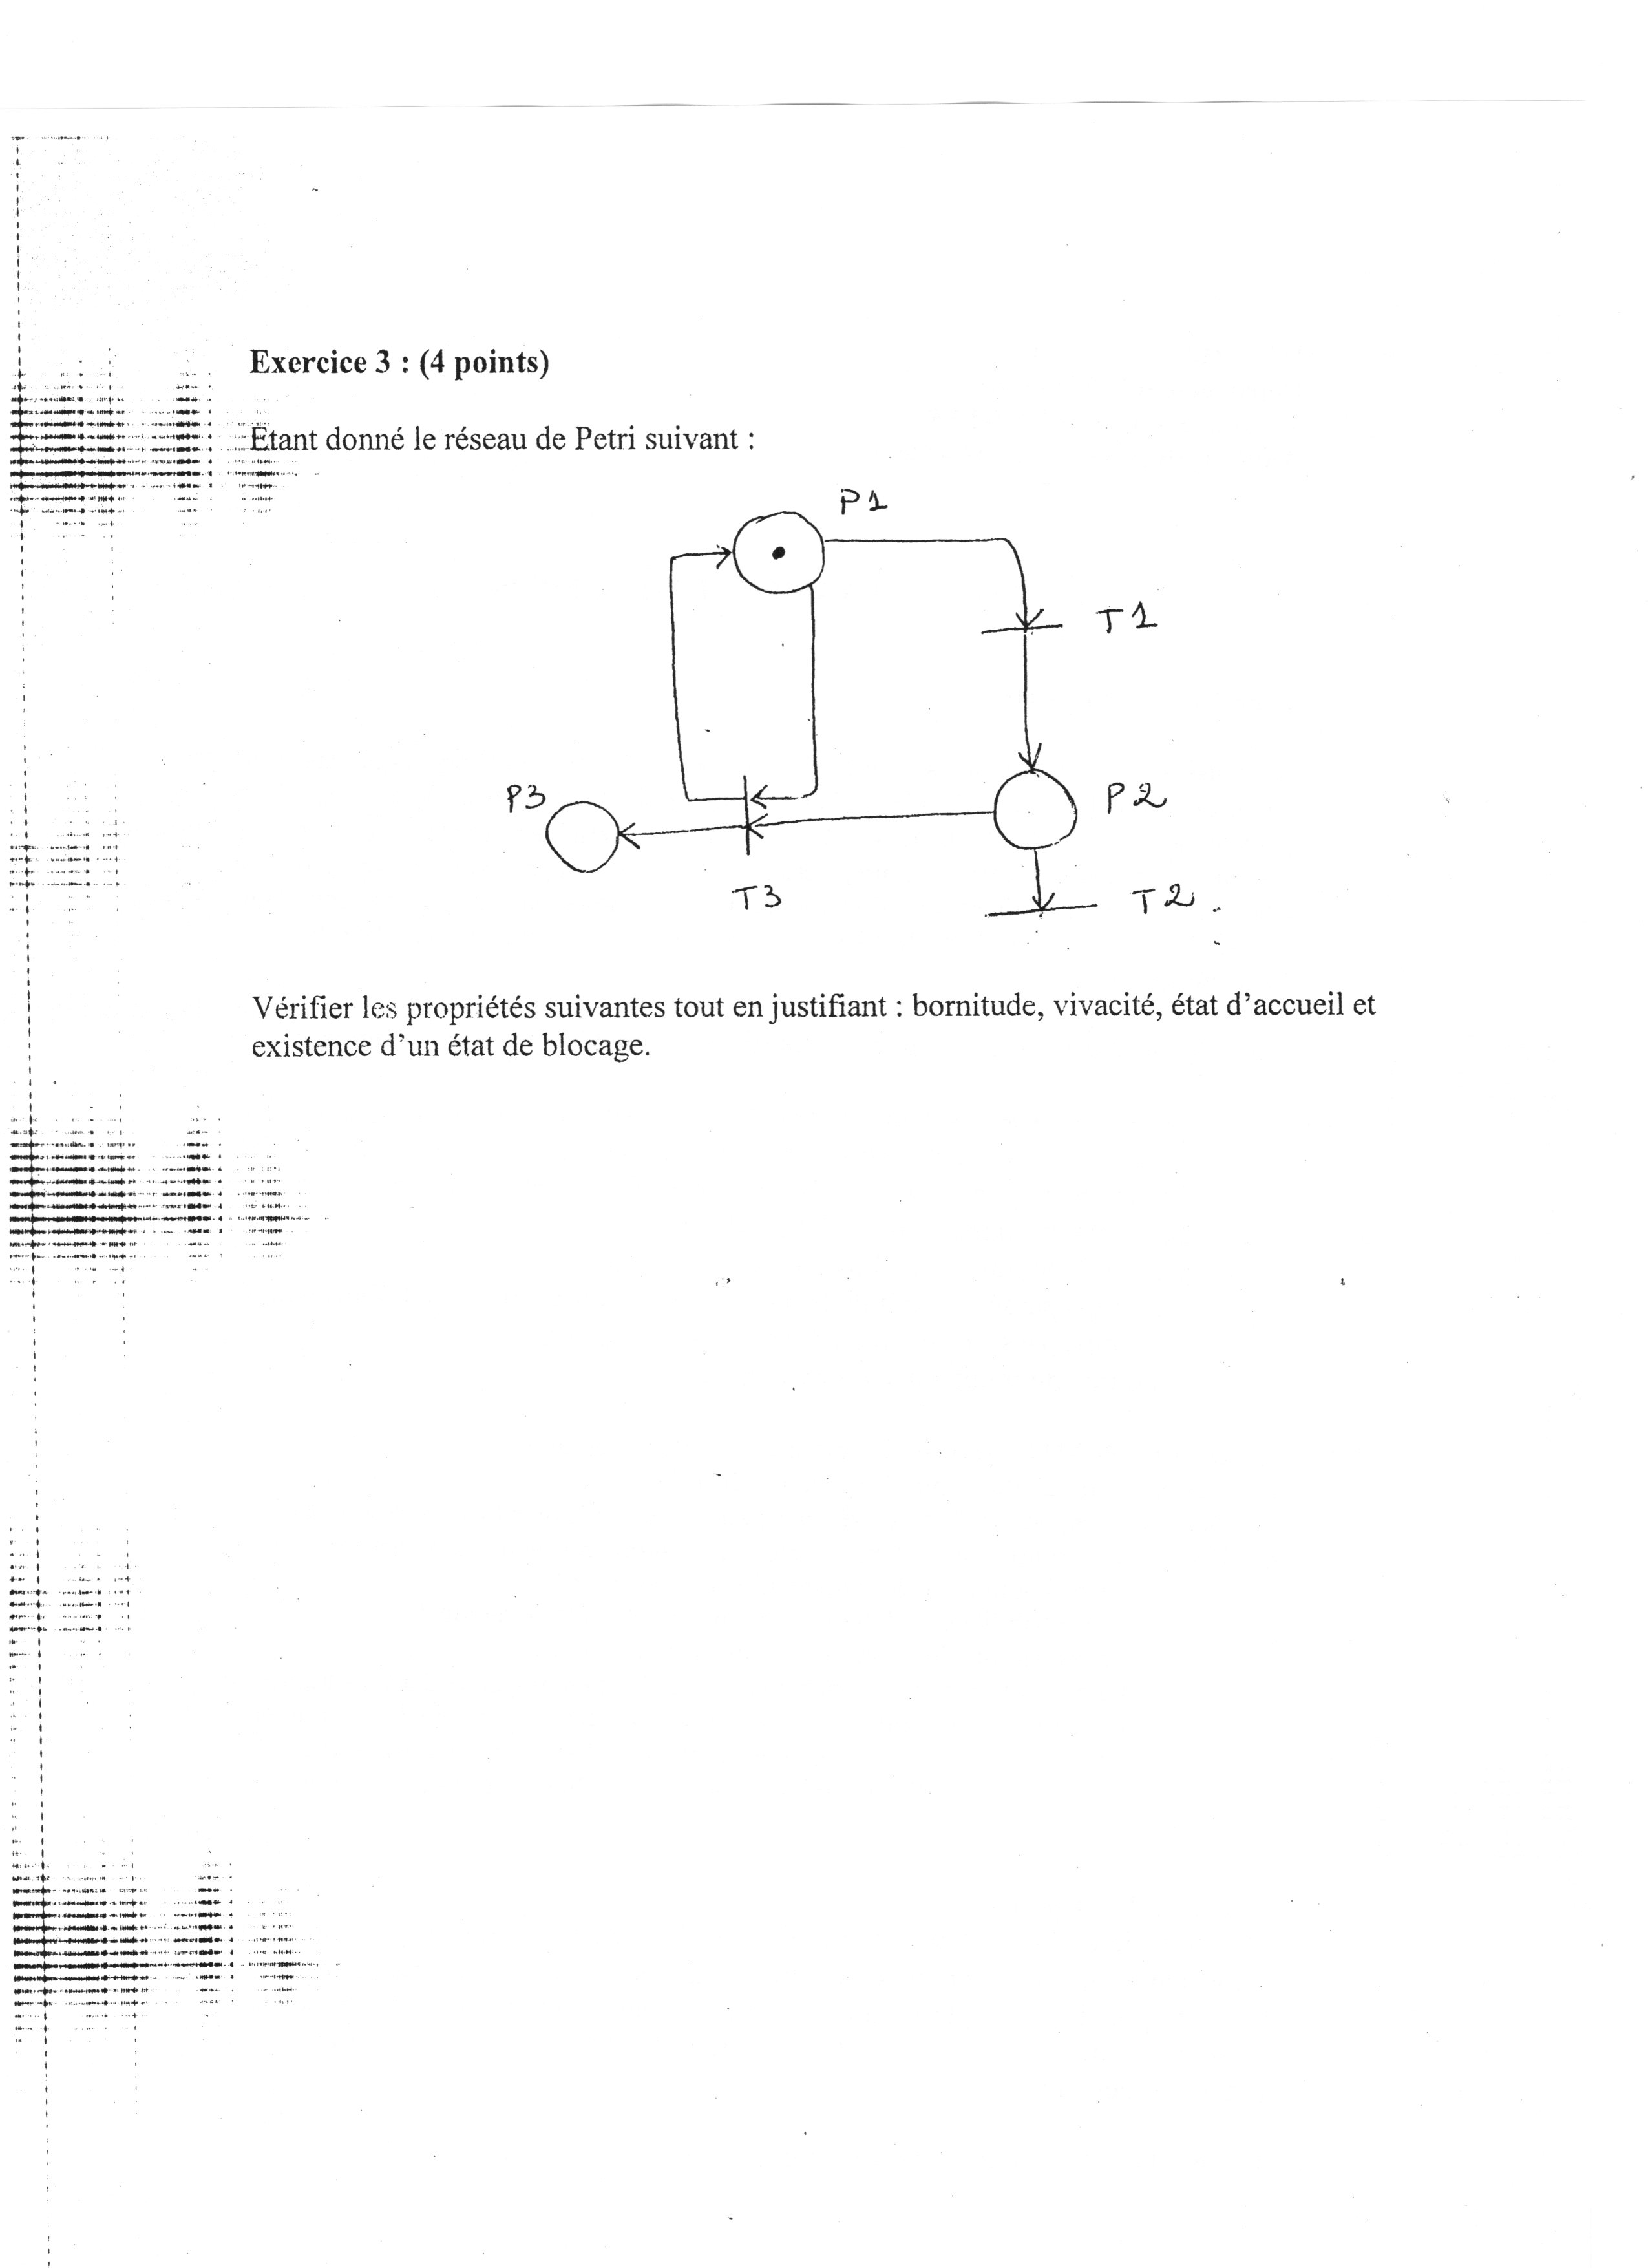 Exercice 3 : (4 points)
Etant donné le réseau de Petri suivant :
P1
T1
P3
P2
T3
T2
Vérifier les propriétés suivantes tout en justifiant : bornitude, vivacité, état d'accueil et
existence d'un état de blocage.